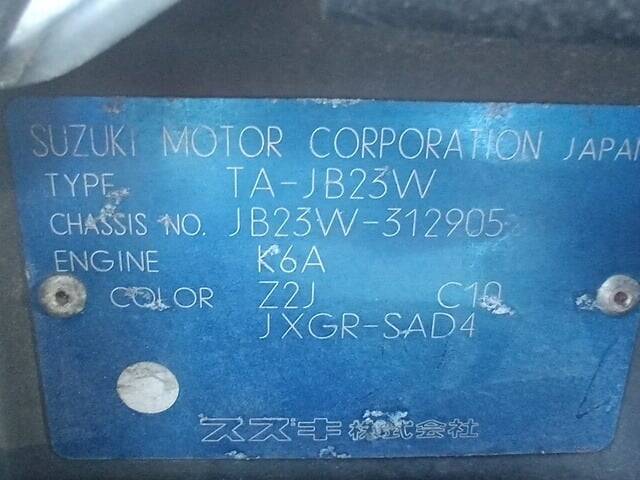 SUZUKI MOTOR CORPORATION JAPAN
TYPE TA-JB23W
CHASSIS NO. JB23W-312905
ENGINE K6A
COLOR Z2J C10
JXGR-SAD4
スズキ株式会社